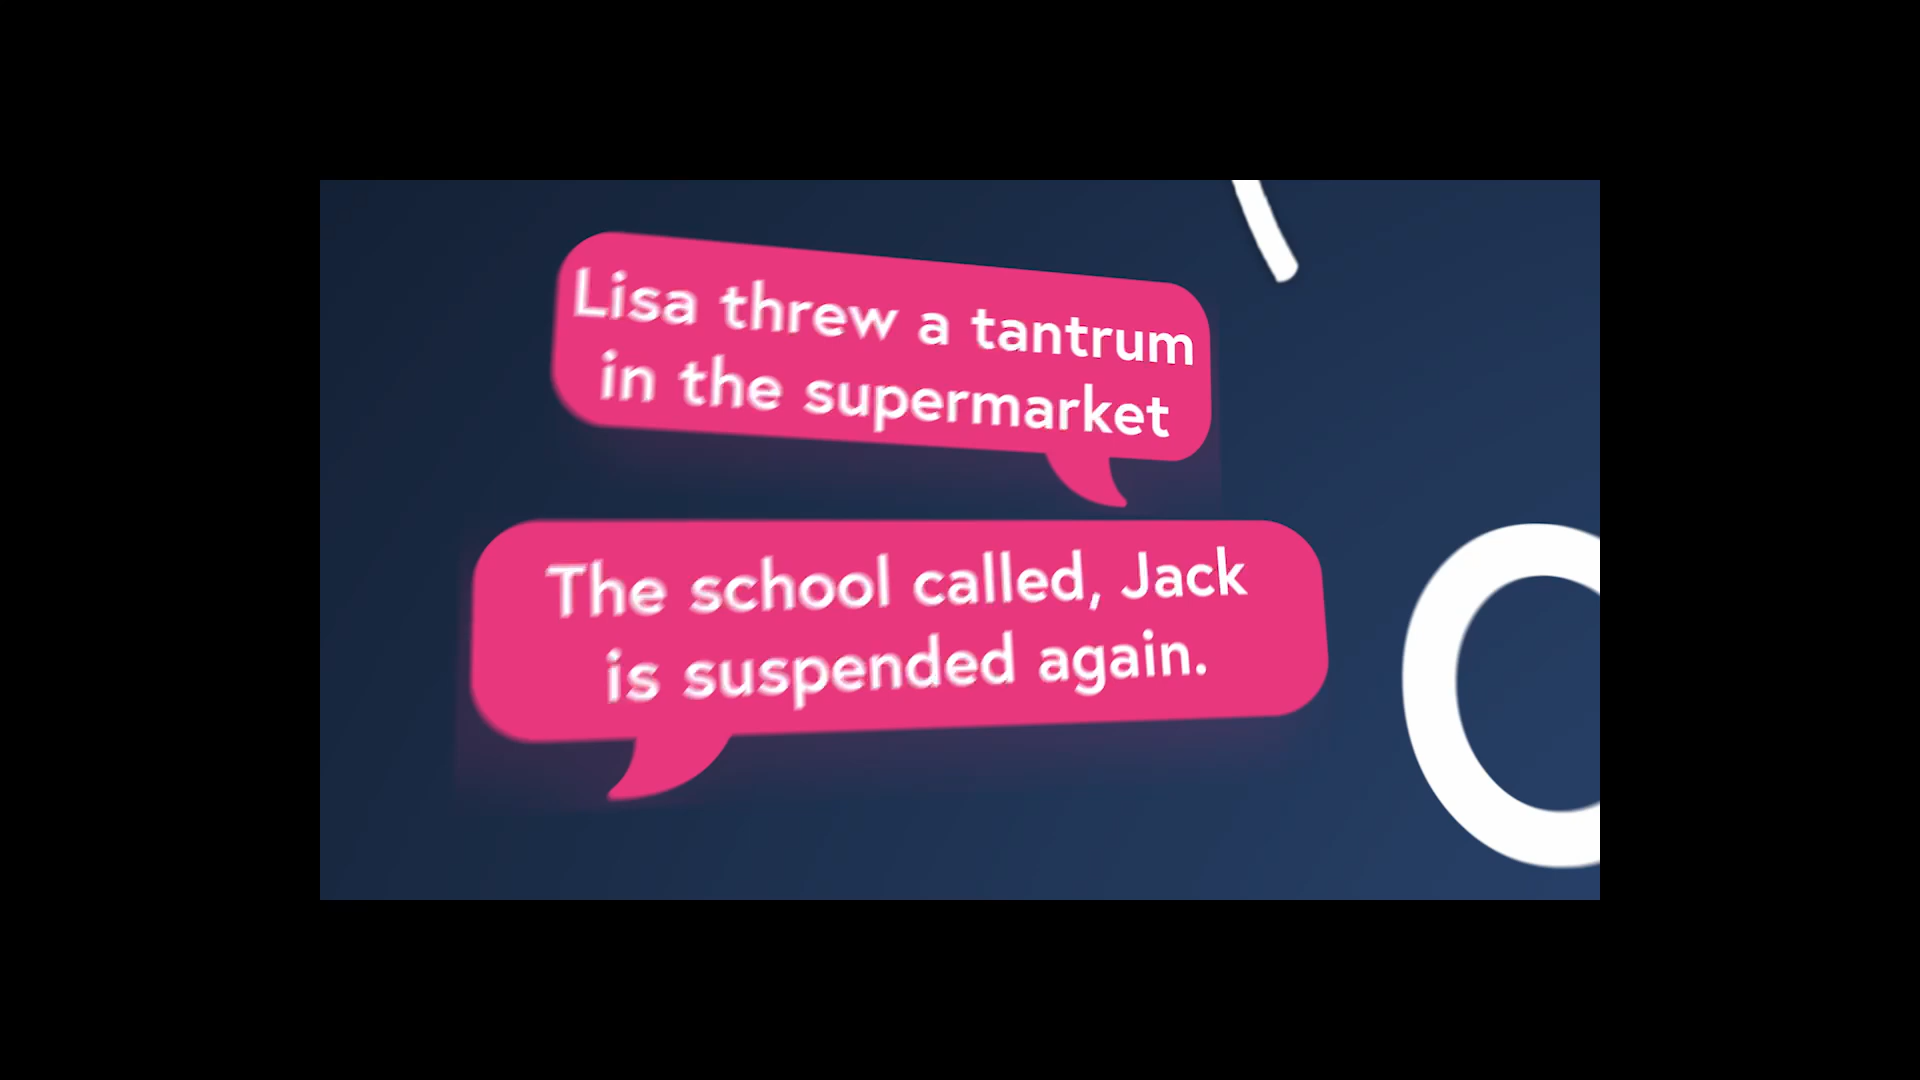 Lisa threw a tantrum
in the supermarket
The school called, Jack
is suspended again.